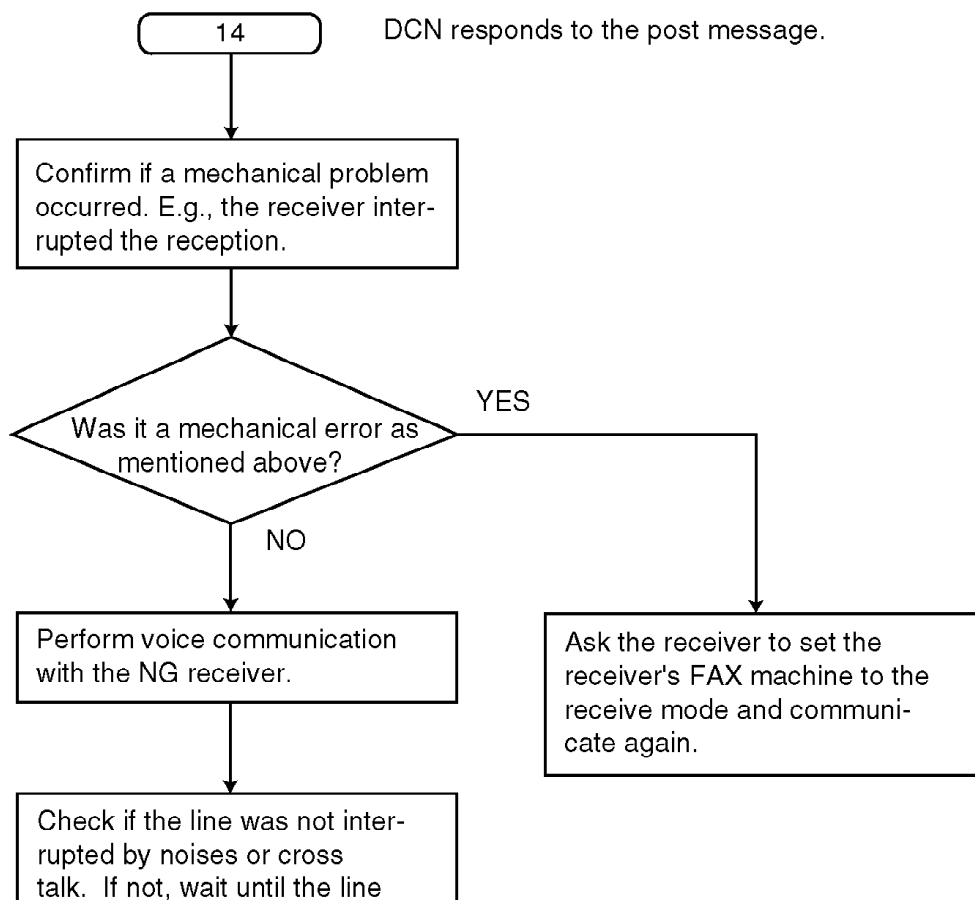 14
DCN responds to the post message.
Confirm if a mechanical problem
occurred. E.g., the receiver inter-
rupted the reception.
YES
Was it a mechanical error as
mentioned above?
NO
Perform voice communication
with the NG receiver.
Ask the receiver to set the
receiver's FAX machine to the
receive mode and communi-
cate again.
Check if the line was not inter-
rupted by noises or cross
talk.  If not, wait until the line